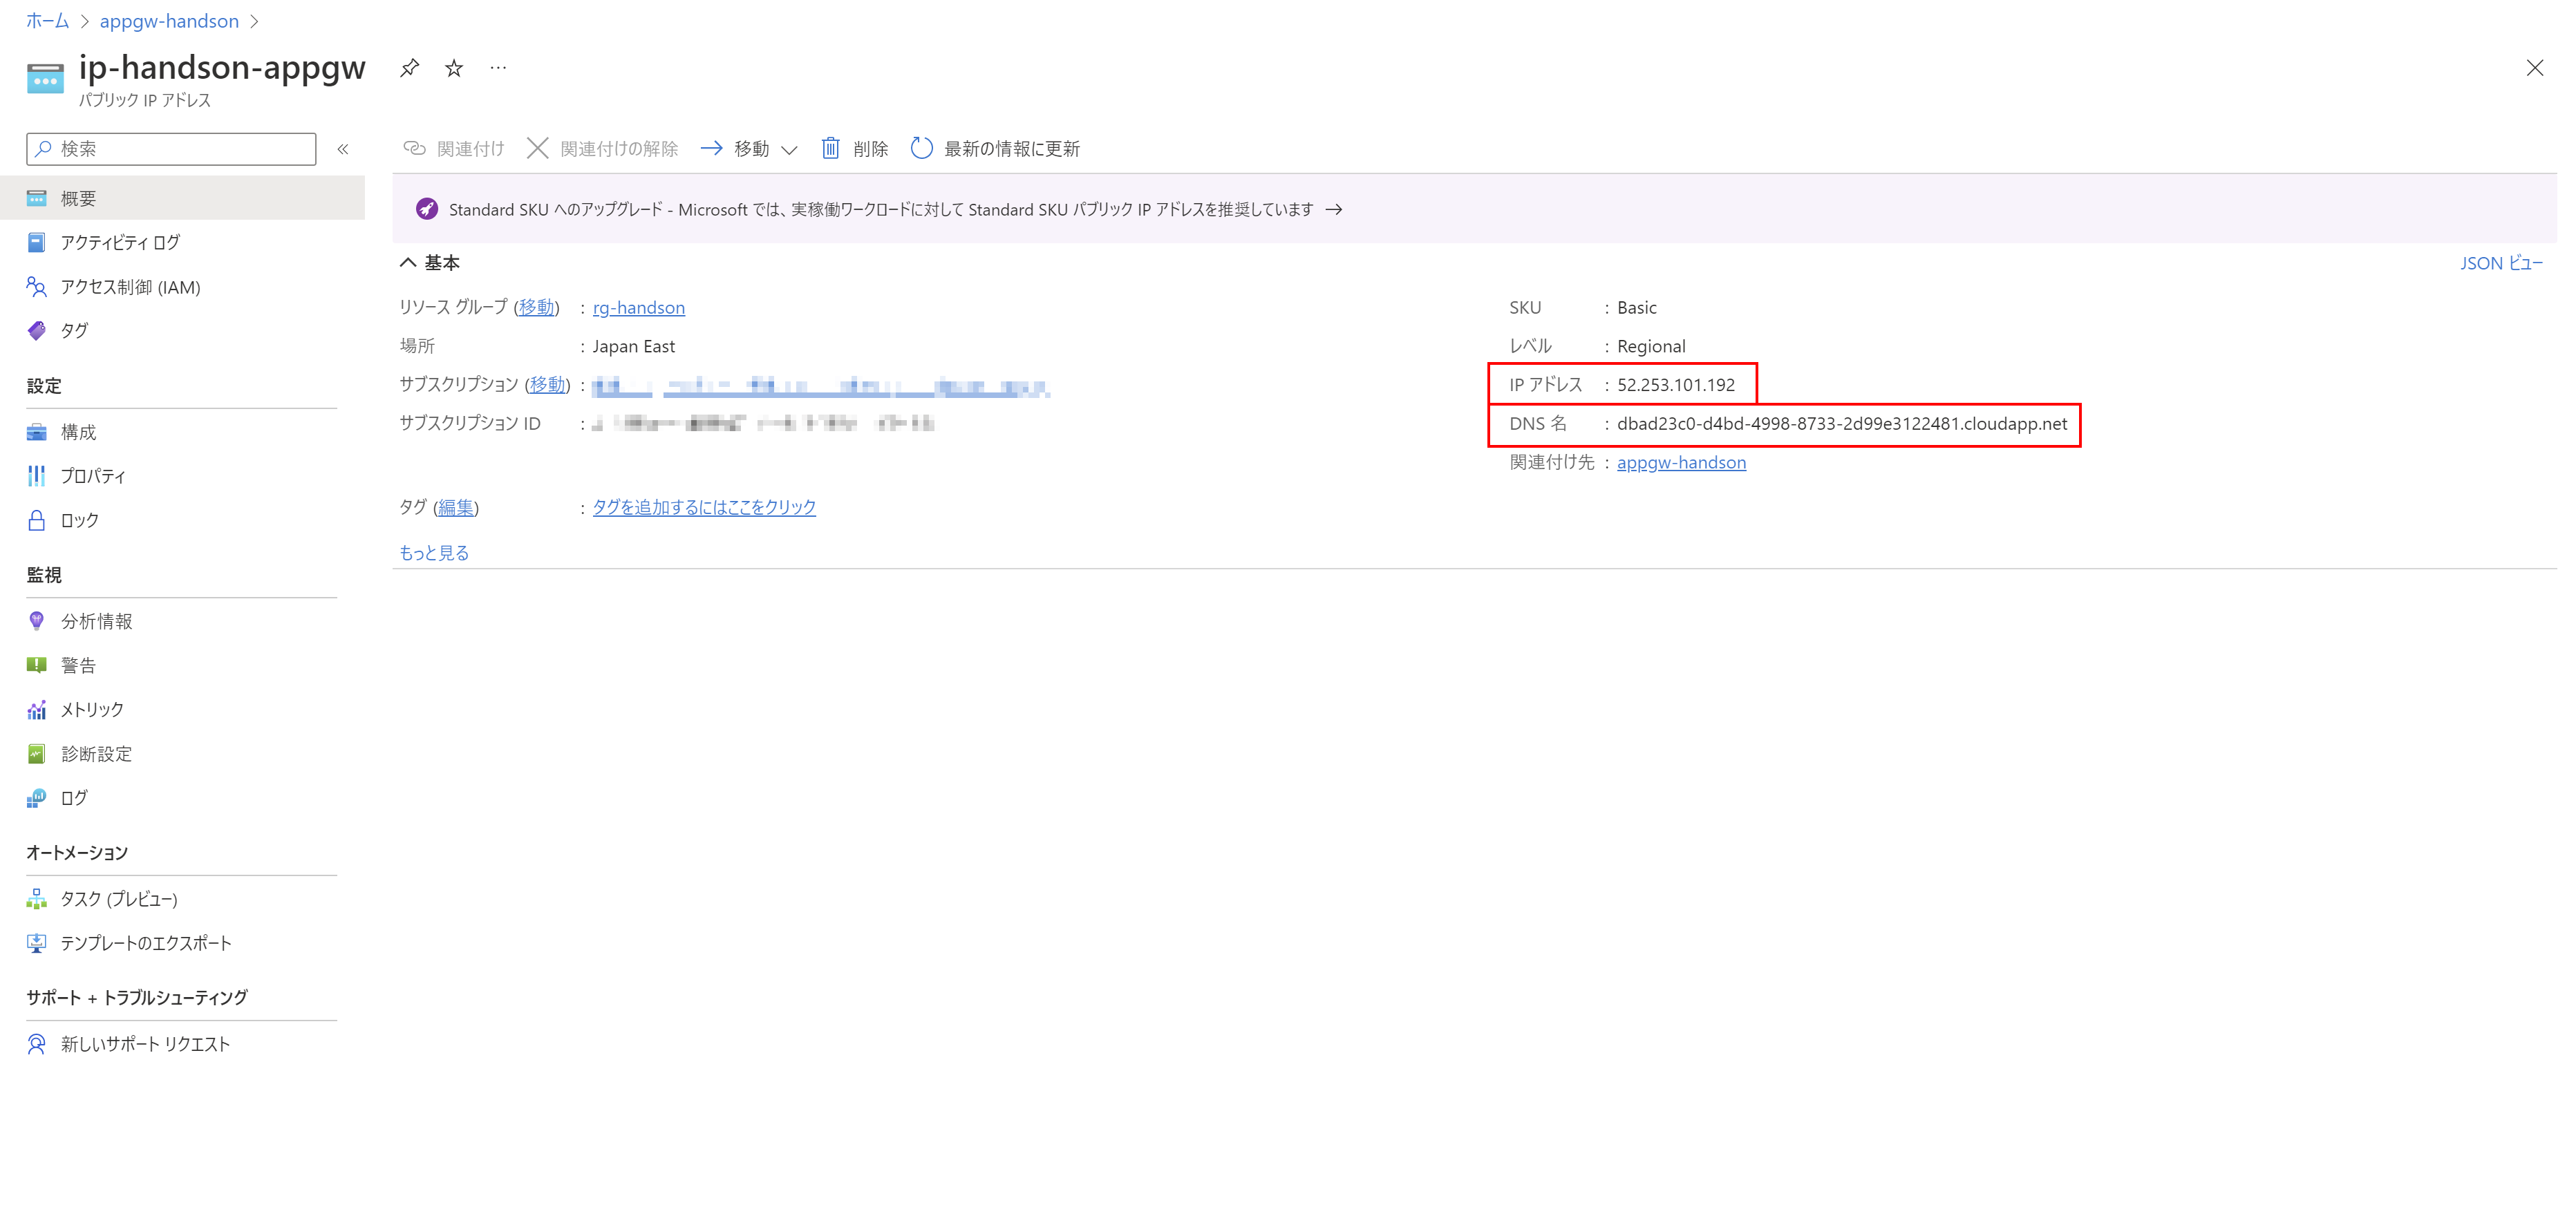 ホーム > appgw-handson >
ip-handson-appgw
パブリック IP アドレス
検索
«
関連付け 関連付けの解除 移動 削除 最新の情報に更新
概要
アクティビティ ログ
アクセス制御 (IAM)
タグ
設定
構成
プロパティ
ロック
監視
分析情報
警告
メトリック
診断設定
ログ
オートメーション
タスク (プレビュー)
テンプレートのエクスポート
サポート + トラブルシューティング
新しいサポート リクエスト
Standard SKU へのアップグレード - Microsoft では、実稼働ワークロードに対して Standard SKU パブリック IP アドレスを推奨しています →
基本
JSON ビュー
リソース グループ (移動) : rg-handson
場所 : Japan East
サブスクリプション (移動) :
サブスクリプション ID :
タグ (編集) : タグを追加するにはここをクリック
もっと見る
SKU : Basic
レベル : Regional
IP アドレス : 52.253.101.192
DNS 名 : dbad23c0-d4bd-4998-8733-2d99e3122481.cloudapp.net
関連付け先 : appgw-handson